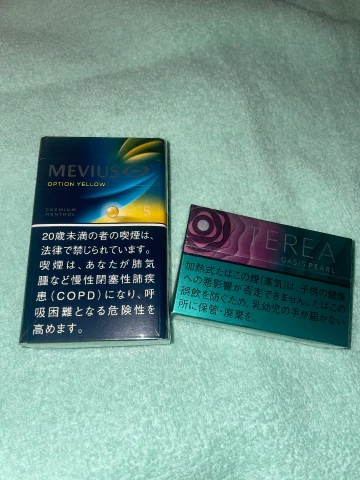 MEVIUS
OPTION YELLOW
PREMIUM
MENTHOL
5
20歳未満の者の喫煙は、
法律で禁じられています。
喫煙は、あなたが肺気
腫など慢性閉塞性肺疾
患(COPD)になり、呼
吸困難となる危険性を
高めます。
TEREA
OASIS PEARL
加熱式たばこの煙(蒸気)は、子供の健康
への悪影響が否定できません。たばこの
誤飲を防ぐため、乳幼児の手が届かない
所に保管・廃棄を。